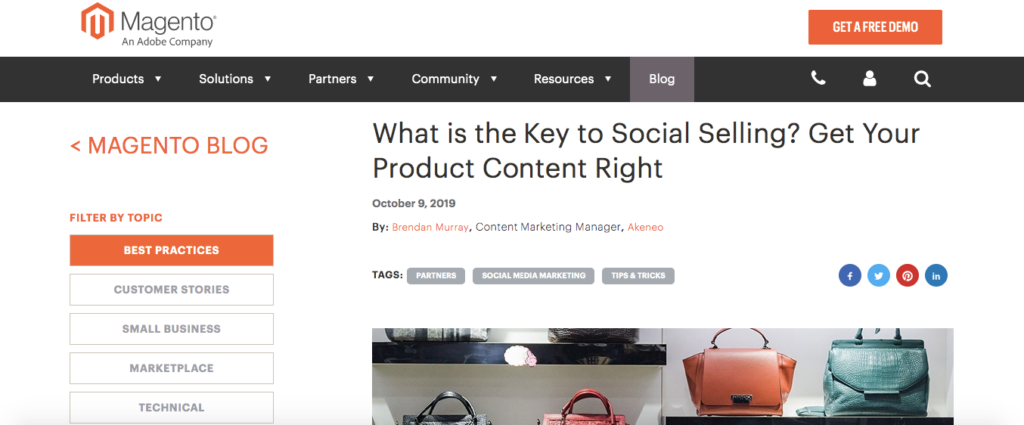 Magento®
An Adobe Company
GET A FREE DEMO
Products
Solutions
Partners
Community
Resources
Blog
< MAGENTO BLOG
FILTER BY TOPIC
BEST PRACTICES
CUSTOMER STORIES
SMALL BUSINESS
MARKETPLACE
TECHNICAL
What is the Key to Social Selling? Get Your
Product Content Right
October 9, 2019
By: Brendan Murray, Content Marketing Manager, Akeneo
TAGS: PARTNERS SOCIAL MEDIA MARKETING TIPS & TRICKS